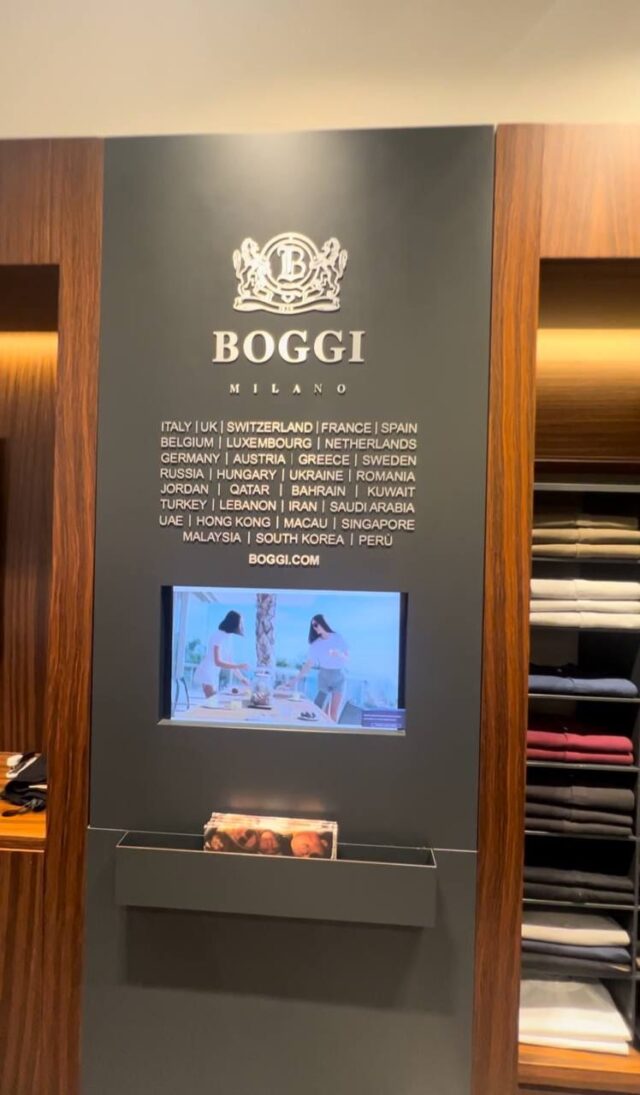 B
BOGGI
MILANO
ITALY | UK | SWITZERLAND | FRANCE | SPAIN
BELGIUM | LUXEMBOURG | NETHERLANDS
GERMANY | AUSTRIA | GREECE | SWEDEN
RUSSIA | HUNGARY | UKRAINE | ROMANIA
JORDAN | QATAR | BAHRAIN | KUWAIT
TURKEY | LEBANON | IRAN | SAUDI ARABIA
UAE | HONG KONG | MACAU | SINGAPORE
MALAYSIA | SOUTH KOREA | PERÙ
BOGGI.COM